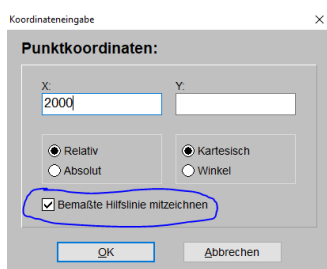 Koordinateneingabe
Punktkoordinaten:
X: Y:
2000
Relativ Kartesisch
Absolut Winkel
Bemaßte Hilfslinie mitzeichnen
OK Abbrechen